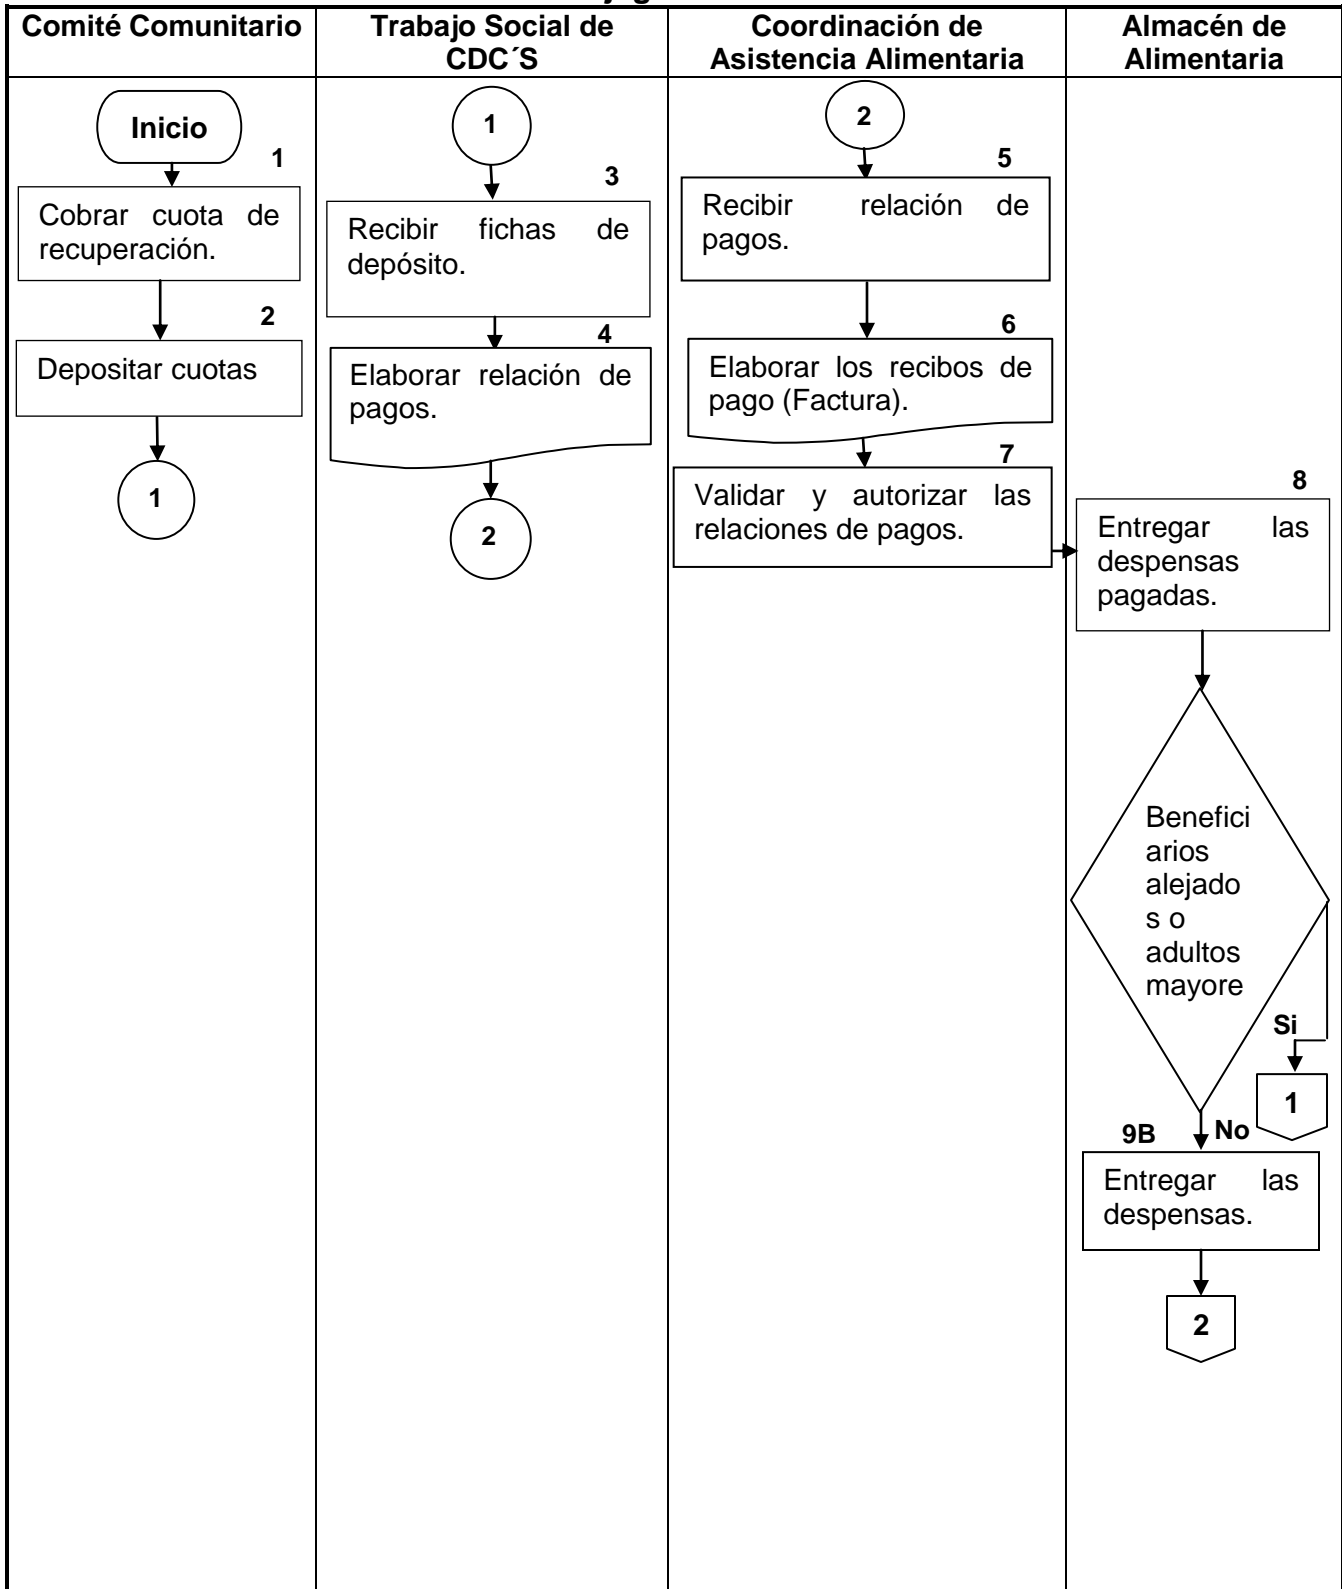 Comité Comunitario
Trabajo Social de
CDC´S
Coordinación de
Asistencia Alimentaria
Almacén de
Alimentaria
Inicio
1
Cobrar cuota de
recuperación.
2
Depositar cuotas
1
1
3
Recibir fichas de
depósito.
4
Elaborar relación de
pagos.
2
2
5
Recibir relación de
pagos.
6
Elaborar los recibos de
pago (Factura).
7
Validar y autorizar las
relaciones de pagos.
8
Entregar las
despensas
pagadas.
Benefici
arios
alejado
s o
adultos
mayore
Si
1
No
9B
Entregar las
despensas.
2